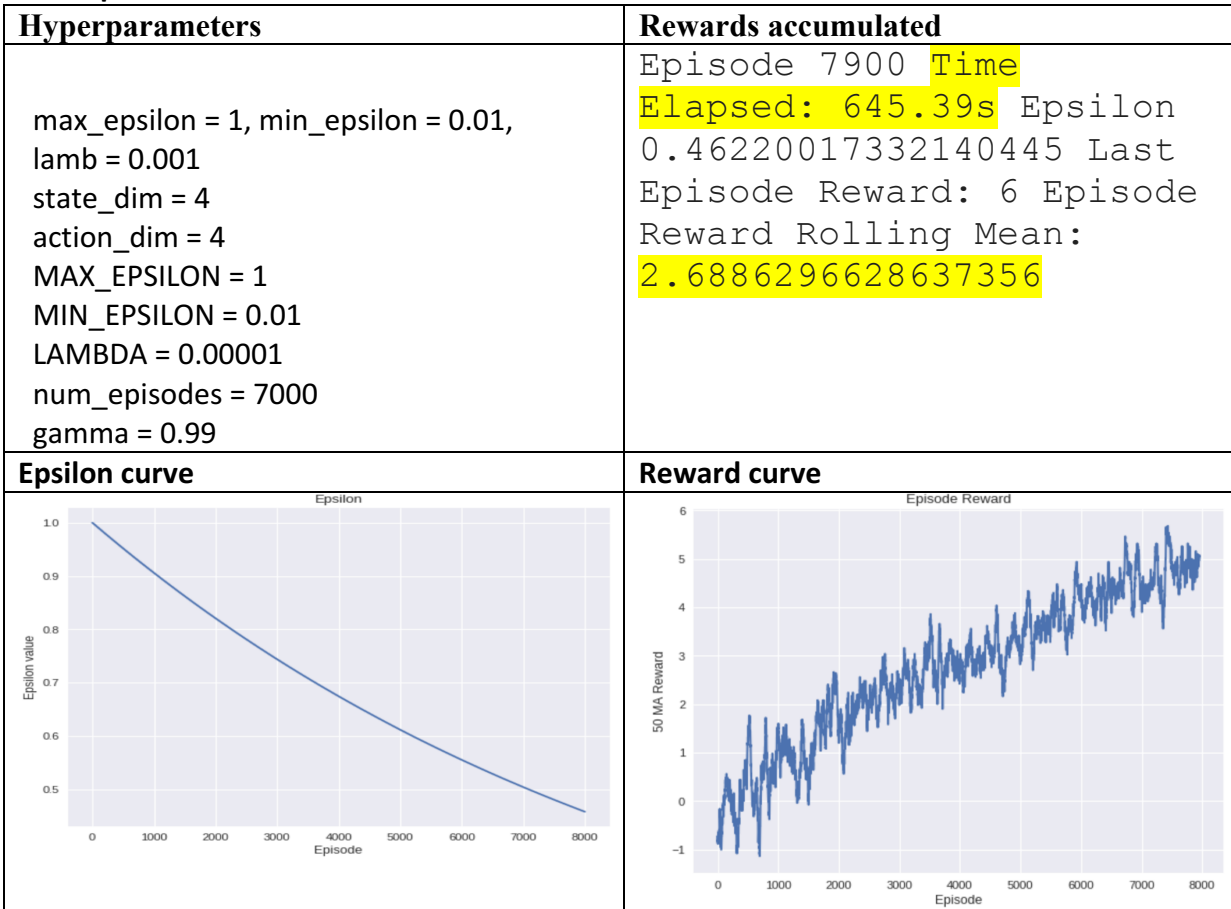 Hyperparameters
Rewards accumulated
max_epsilon = 1, min_epsilon = 0.01,
lamb = 0.001
state_dim = 4
action_dim = 4
MAX_EPSILON = 1
MIN_EPSILON = 0.01
LAMBDA = 0.00001
num_episodes = 7000
gamma = 0.99
Episode 7900 Time
Elapsed: 645.39s Epsilon
0.46220017332140445 Last
Episode Reward: 6 Episode
Reward Rolling Mean:
2.6886296628637356
Epsilon curve
Reward curve
Epsilon
1.0
0.9
0.8
0.7
0.6
0.5
Epsilon value
0 1000 2000 3000 4000 5000 6000 7000 8000
Episode
Episode Reward
6
5
4
3
2
1
0
−1
50 MA Reward
0 1000 2000 3000 4000 5000 6000 7000 8000
Episode